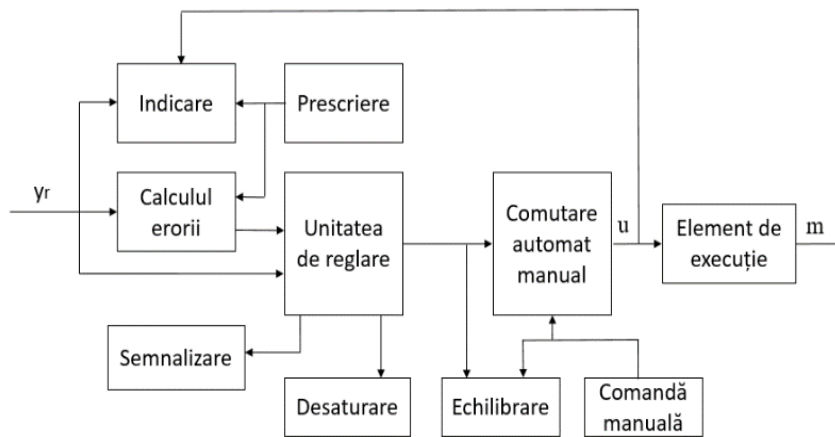 Indicare
Prescriere
yr
Calculul
erorii
Unitatea
de reglare
Comutare
automat
manual
u
Element de
execuție
m
Semnalizare
Desaturare
Echilibrare
Comandă
manuală